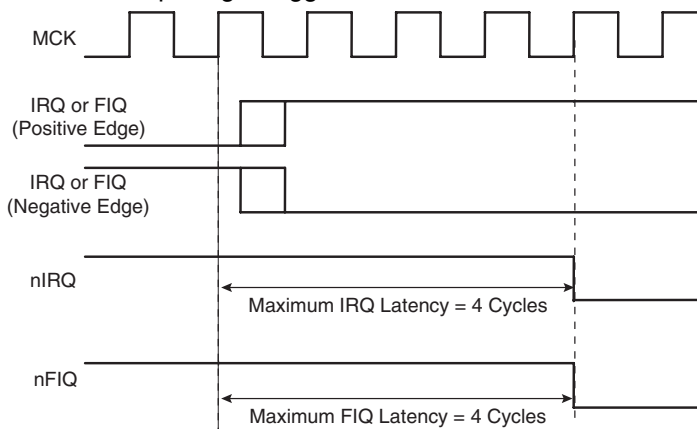 MCK
IRQ or FIQ
(Positive Edge)
IRQ or FIQ
(Negative Edge)
nIRQ
Maximum IRQ Latency = 4 Cycles
nFIQ
Maximum FIQ Latency = 4 Cycles